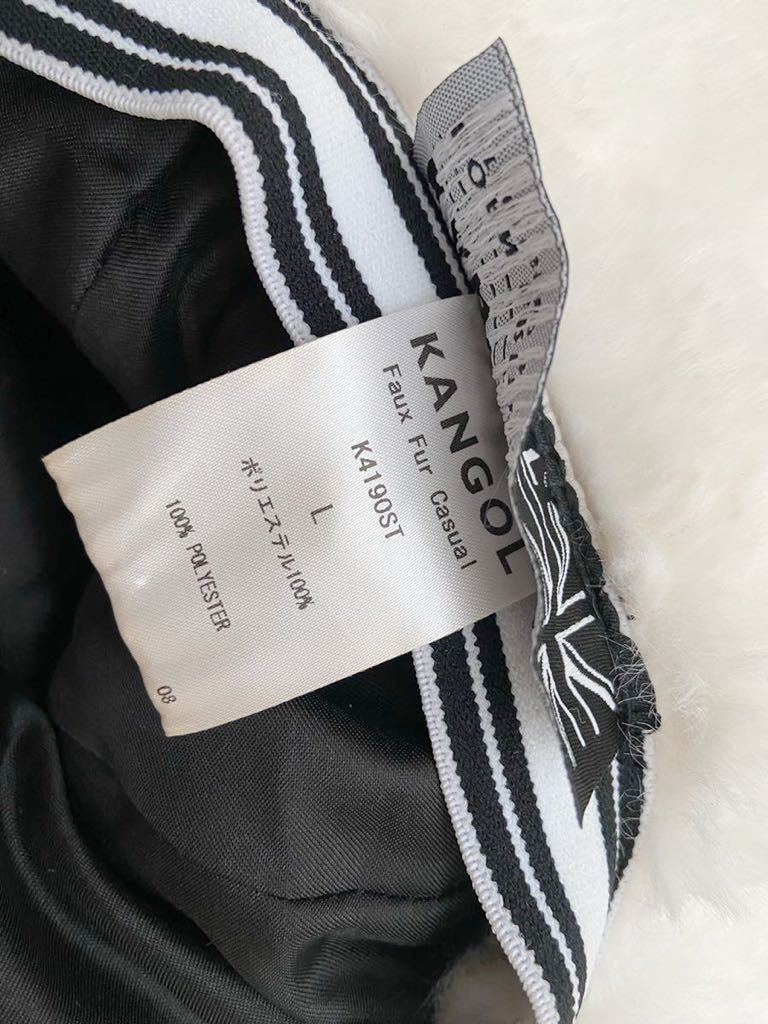 KANGOL
Faux Fur Casual
K4190ST
L
ポリエステル100%
100% POLYESTER
08